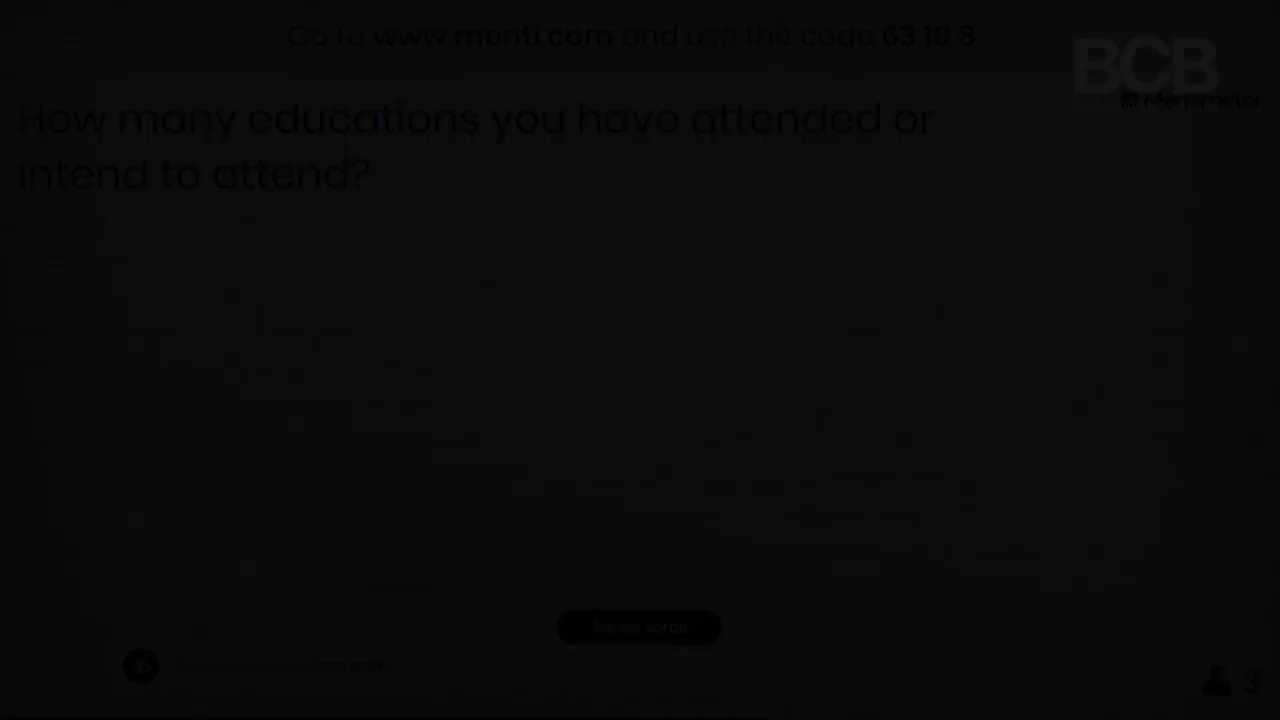 Go to www.menti.com and use the code 63 18 8
BCB
Mentimeter
How many educations you have attended or
intend to attend?
3